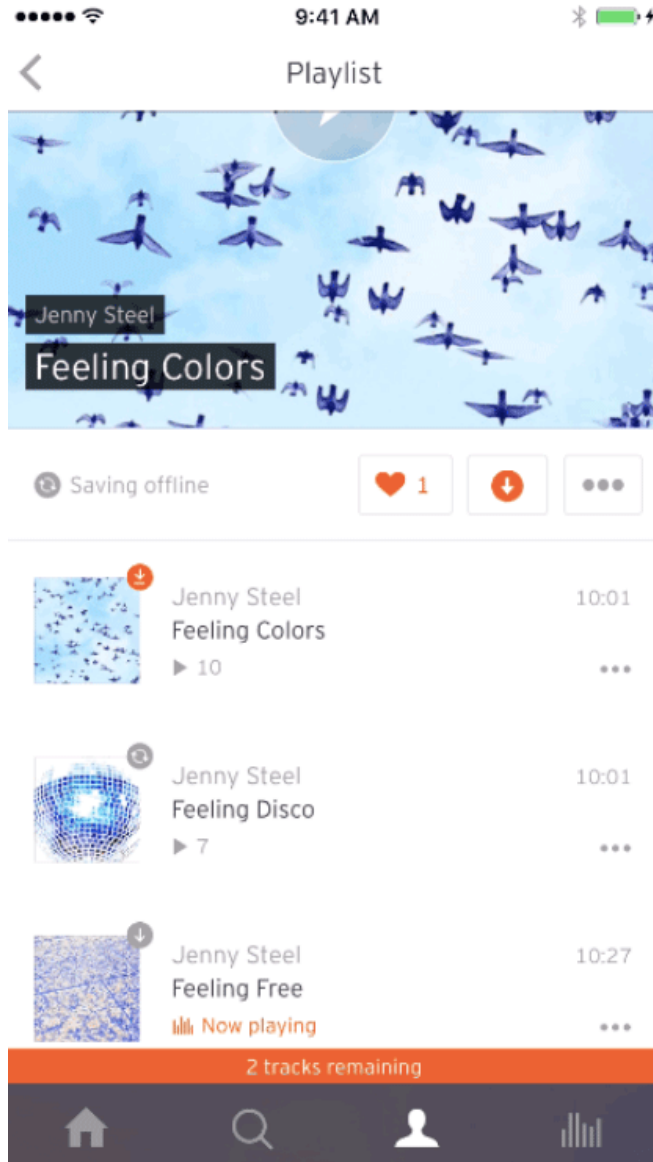 9:41 AM
Playlist
Jenny Steel
Feeling Colors
Saving offline
1
Jenny Steel
10:01
Feeling Colors
10
Jenny Steel
10:01
Feeling Disco
7
Jenny Steel
10:27
Feeling Free
Now playing
2 tracks remaining